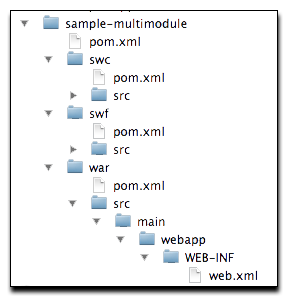 sample-multimodule
pom.xml
swc
pom.xml
src
swf
pom.xml
src
war
pom.xml
src
main
webapp
WEB-INF
web.xml